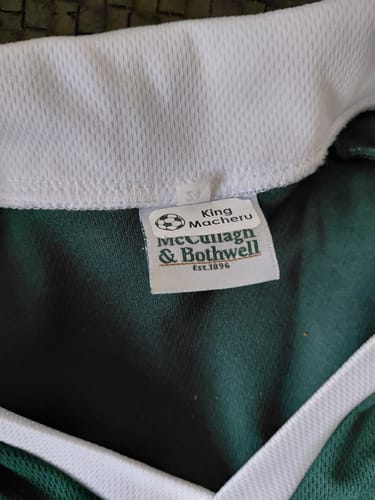 King
Macheru
McCullagh
& Bothwell
Est.1896